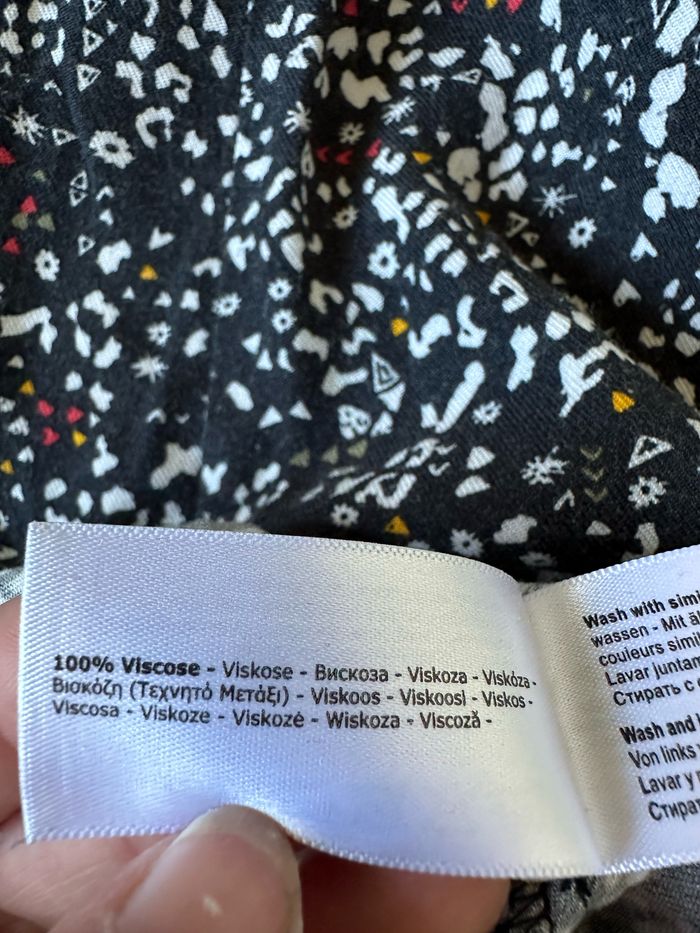 100% Viscose - Viskose - Вискоза - Viskoza - Viskóza -
Βισκόζη (Τεχνητό Μετάξι) - Viskoos - Viskoosi - Viskos -
Viscosa - Viskoze - Viskozė - Wiskoza - Viscoză -
Wash with simi
wassen - Mit ä
couleurs simi
Lavar junta
Стирать с
Wash and
Von links
Lavar y
Стират